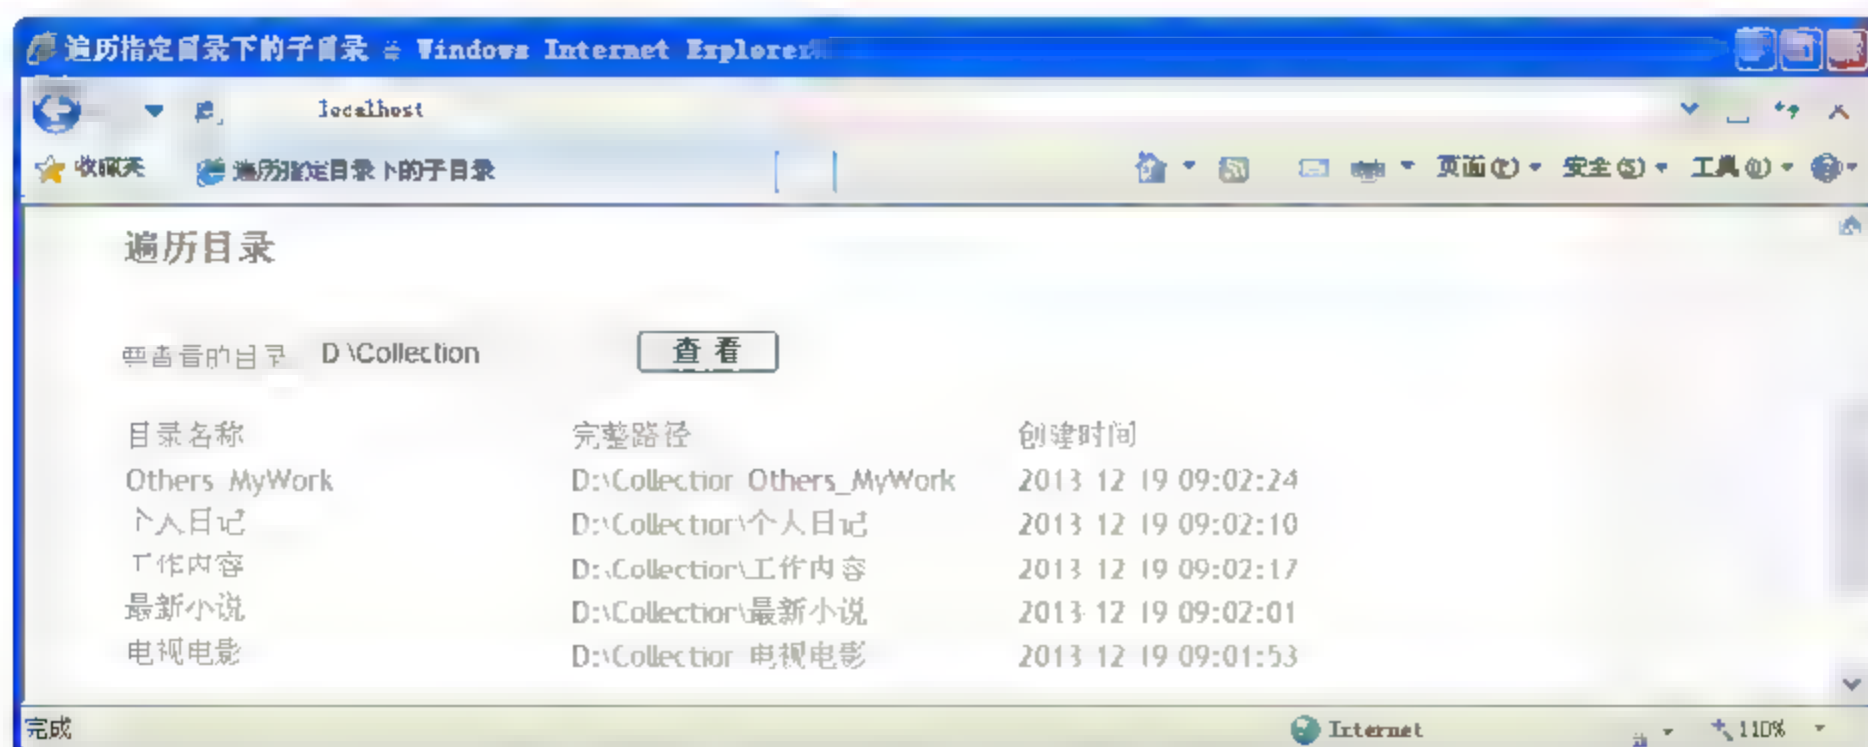 遍历指定目录下的子目录 - Windows Internet Explorer
localhost
收藏夹 遍历指定目录下的子目录 页面(P) 安全(S) 工具(O)
遍历目录
要查看的目录 D:\Collection 查 看
目录名称 完整路径 创建时间
Others_MyWork D:\Collection\Others_MyWork 2013-12-19 09:02:24
个人日记 D:\Collection\个人日记 2013-12-19 09:02:10
工作内容 D:\Collection\工作内容 2013-12-19 09:02:17
最新小说 D:\Collection\最新小说 2013-12-19 09:02:01
电视电影 D:\Collection\电视电影 2013-12-19 09:01:53
完成 Internet 110%